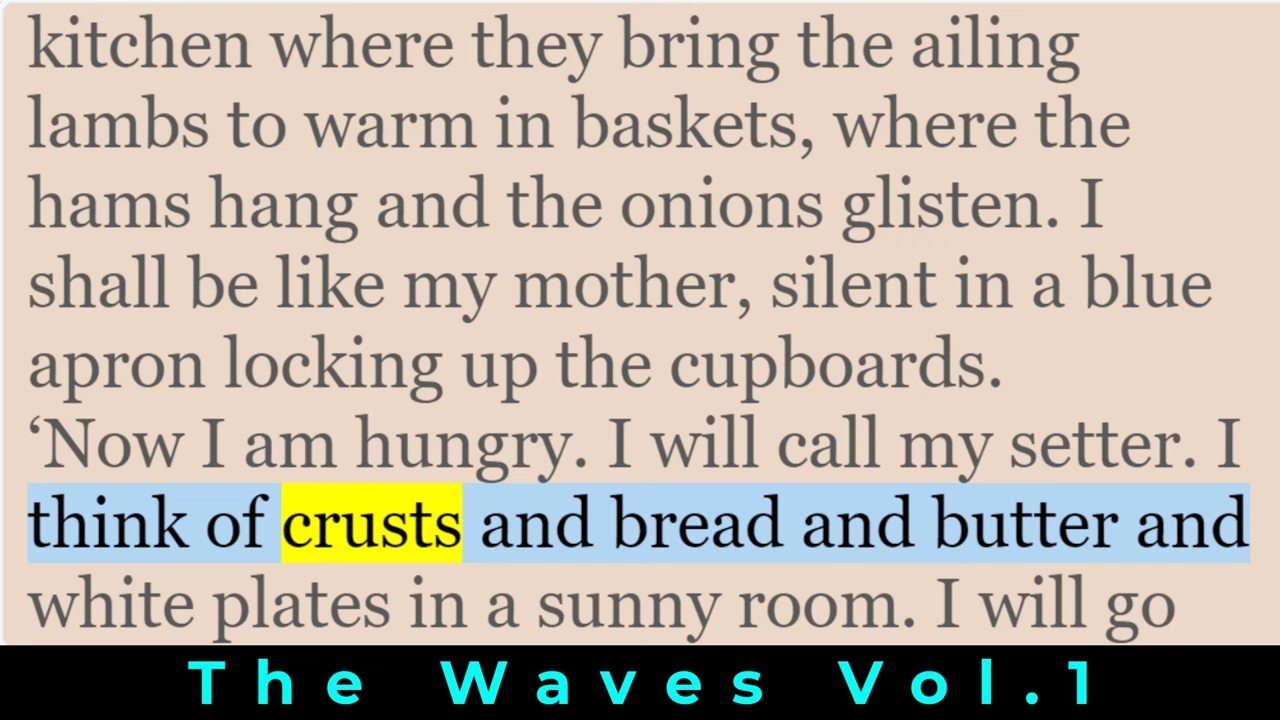 kitchen where they bring the ailing
lambs to warm in baskets, where the
hams hang and the onions glisten. I
shall be like my mother, silent in a blue
apron locking up the cupboards.
‘Now I am hungry. I will call my setter. I
think of crusts and bread and butter and
white plates in a sunny room. I will go
The Waves Vol.1